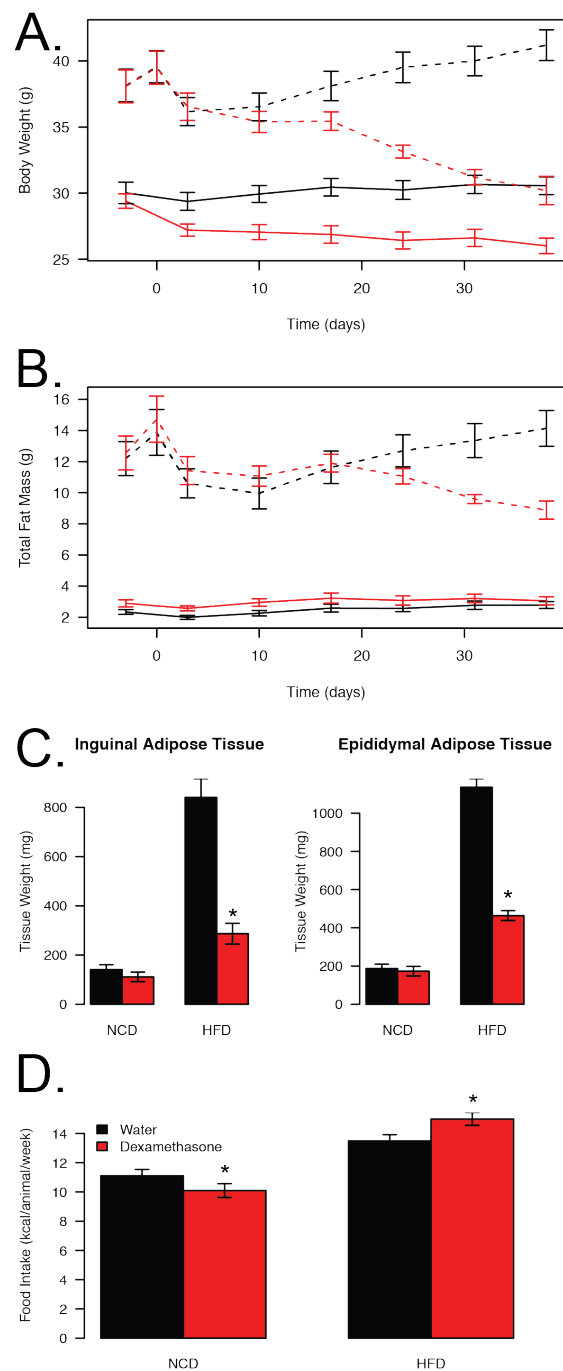 A.
40
35
30
25
Body Weight (g)
0 10 20 30
Time (days)
B.
16
14
12
10
8
6
4
2
Total Fat Mass (g)
0 10 20 30
Time (days)
C.
Inguinal Adipose Tissue Epididymal Adipose Tissue
800
600
400
200
0
Tissue Weight (mg)
*
NCD HFD
1000
800
600
400
200
0
Tissue Weight (mg)
*
NCD HFD
D.
Water
Dexamethasone
14
12
10
8
6
4
2
0
Food Intake (kcal/animal/week)
* *
NCD HFD